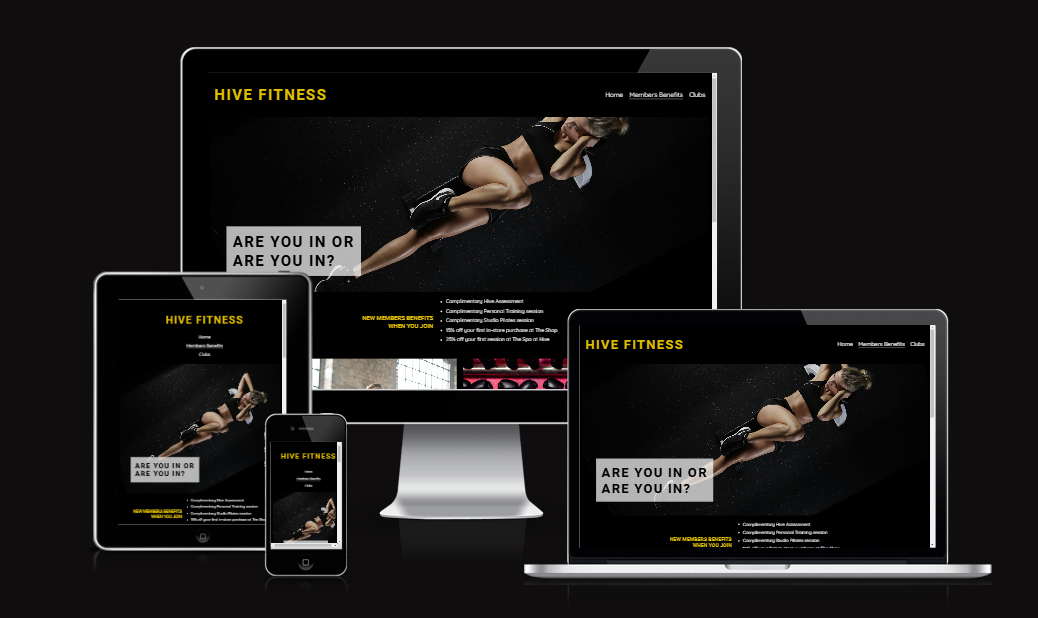 HIVE FITNESS
Home Members Benefits Clubs
ARE YOU IN OR
ARE YOU IN?
NEW MEMBERS BENEFITS
WHEN YOU JOIN
Complimentary Hive Assessment
Complimentary Personal Training session
Complimentary Studio Pilates session
15% off your first in-store purchase at The Shop
25% off your first session at The Spa at Hive
HIVE FITNESS
Home
Members Benefits
Clubs
ARE YOU IN OR
ARE YOU IN?
NEW MEMBERS BENEFITS
WHEN YOU JOIN
Complimentary Hive Assessment
Complimentary Personal Training session
Complimentary Studio Pilates session
15% off your first in-store purchase at The Sho
HIVE FITNESS
Home
Members Benefits
Clubs
HIVE FITNESS
Home Members Benefits Clubs
ARE YOU IN OR
ARE YOU IN?
NEW MEMBERS BENEFITS
WHEN YOU JOIN
Complimentary Hive Assessment
Complimentary Personal Training session
Complimentary Studio Pilates session